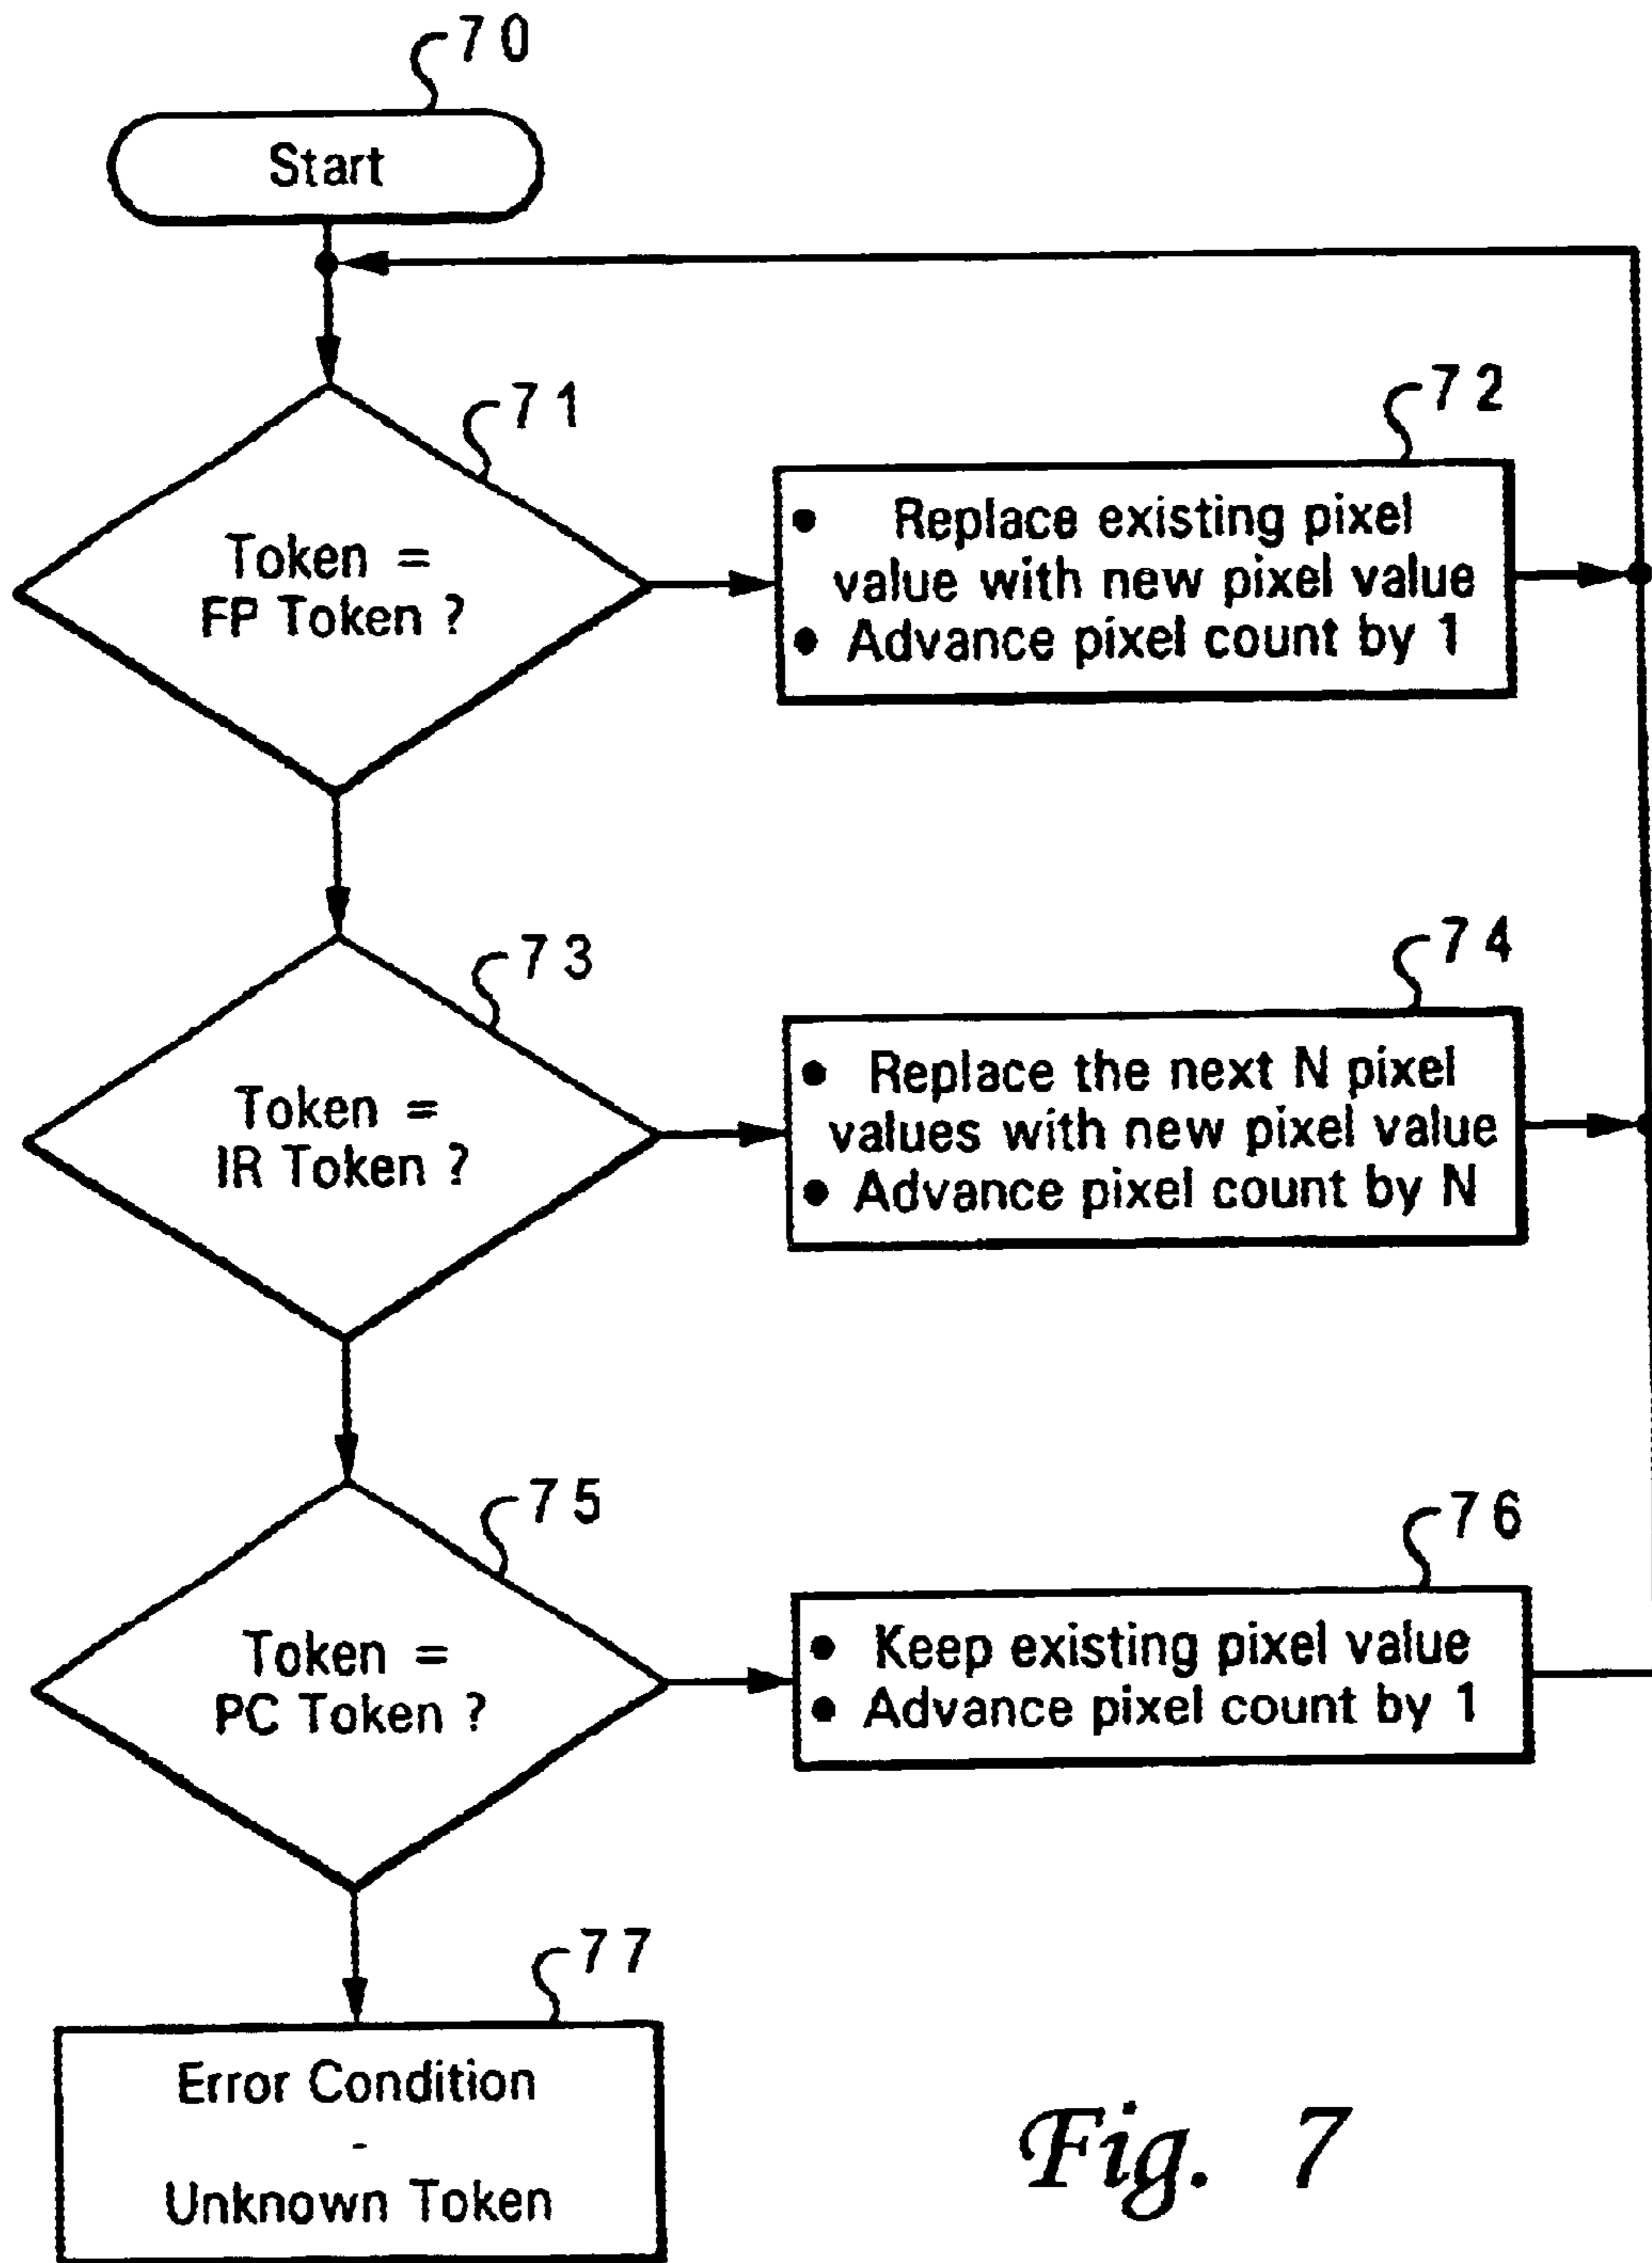 70
Start
71
Token =
FP Token ?
72
• Replace existing pixel
value with new pixel value
• Advance pixel count by 1
73
Token =
IR Token ?
74
• Replace the next N pixel
values with new pixel value
• Advance pixel count by N
75
Token =
PC Token ?
76
• Keep existing pixel value
• Advance pixel count by 1
77
Error Condition
-
Unknown Token
Fig. 7